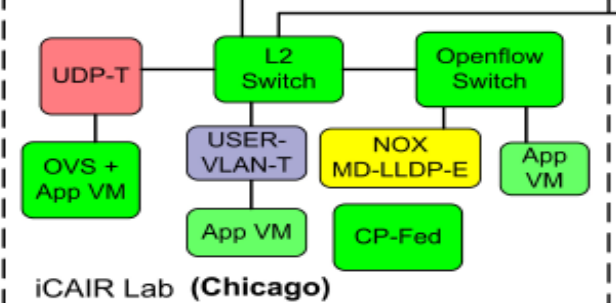 UDP-T
L2
Switch
Openflow
Switch
OVS +
App VM
USER-
VLAN-T
NOX
MD-LLDP-E
App
VM
App VM
CP-Fed
iCAIR Lab (Chicago)